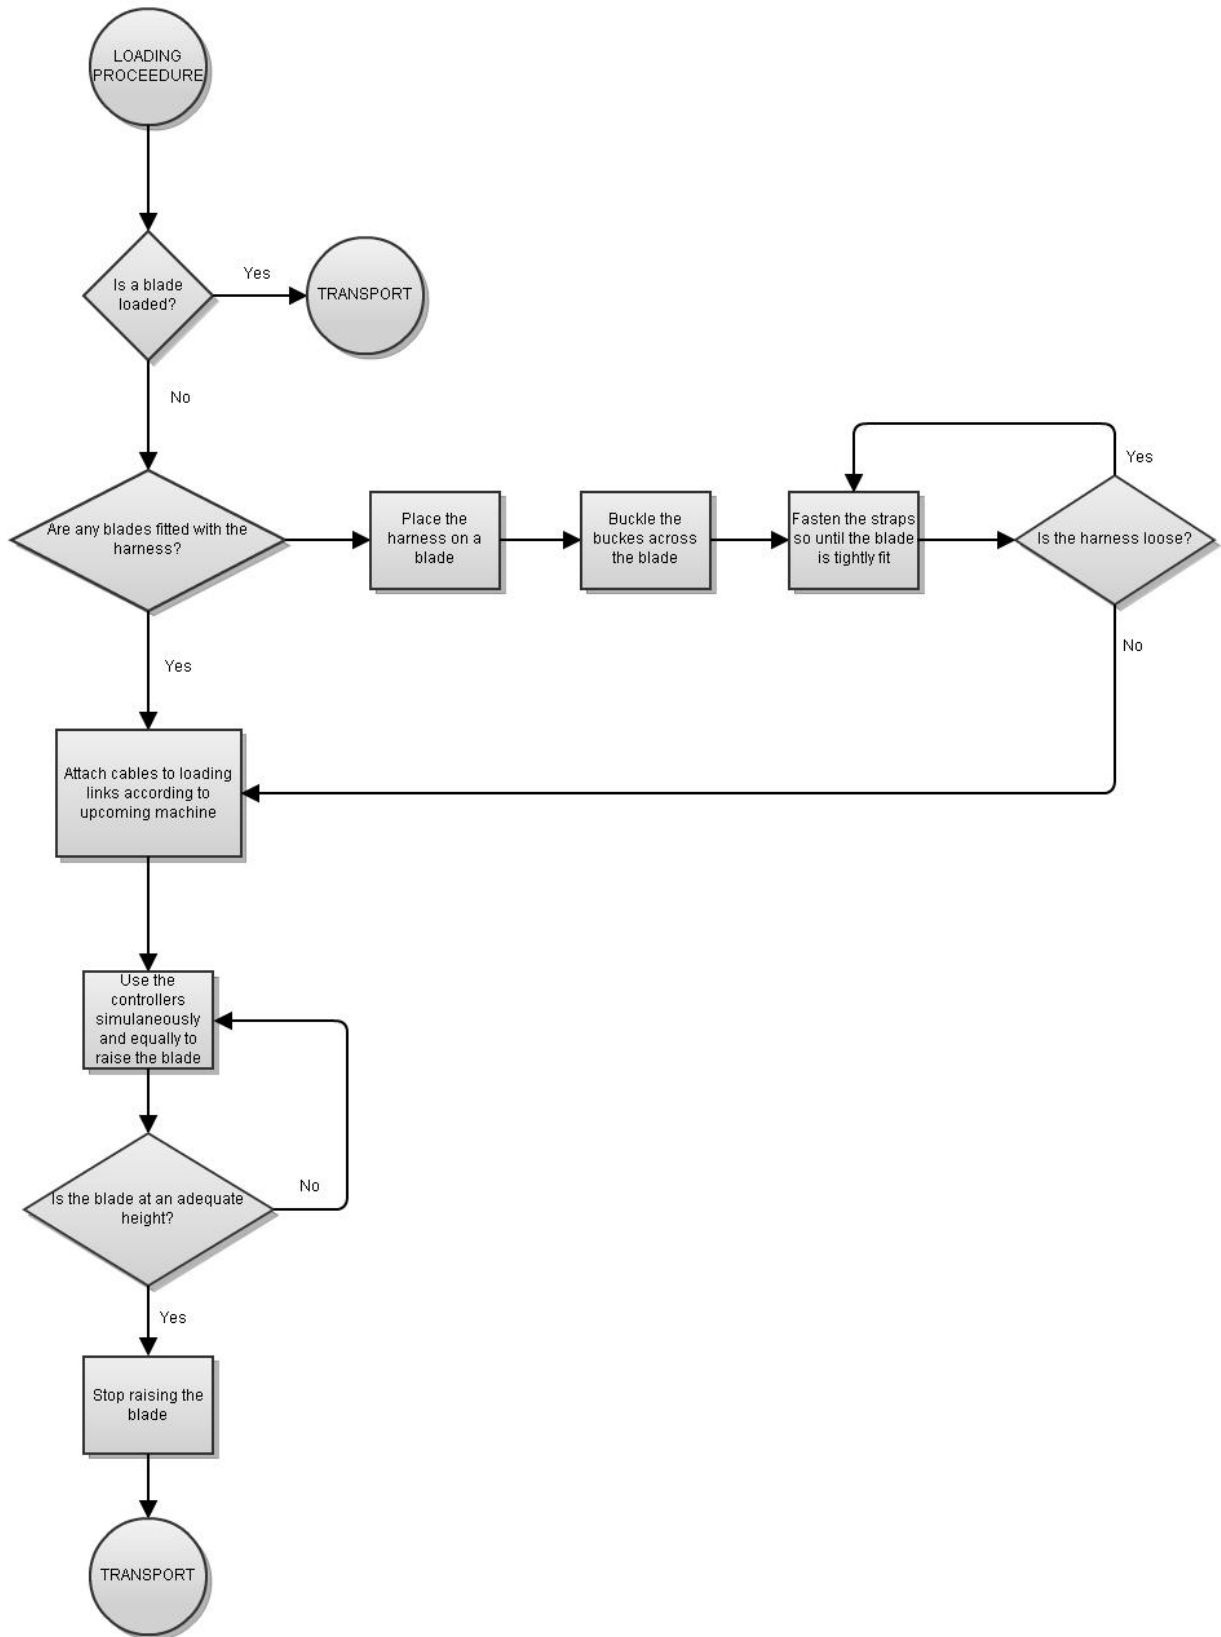 LOADING
PROCEEDURE
Is a blade
loaded?
Yes
TRANSPORT
No
Are any blades fitted with the
harness?
Place the
harness on a
blade
Buckle the
buckes across
the blade
Fasten the straps
so until the blade
is tightly fit
Is the harness loose?
Yes
No
Yes
Attach cables to loading
links according to
upcoming machine
Use the
controllers
simulaneously
and equally to
raise the blade
Is the blade at an adequate
height?
No
Yes
Stop raising the
blade
TRANSPORT